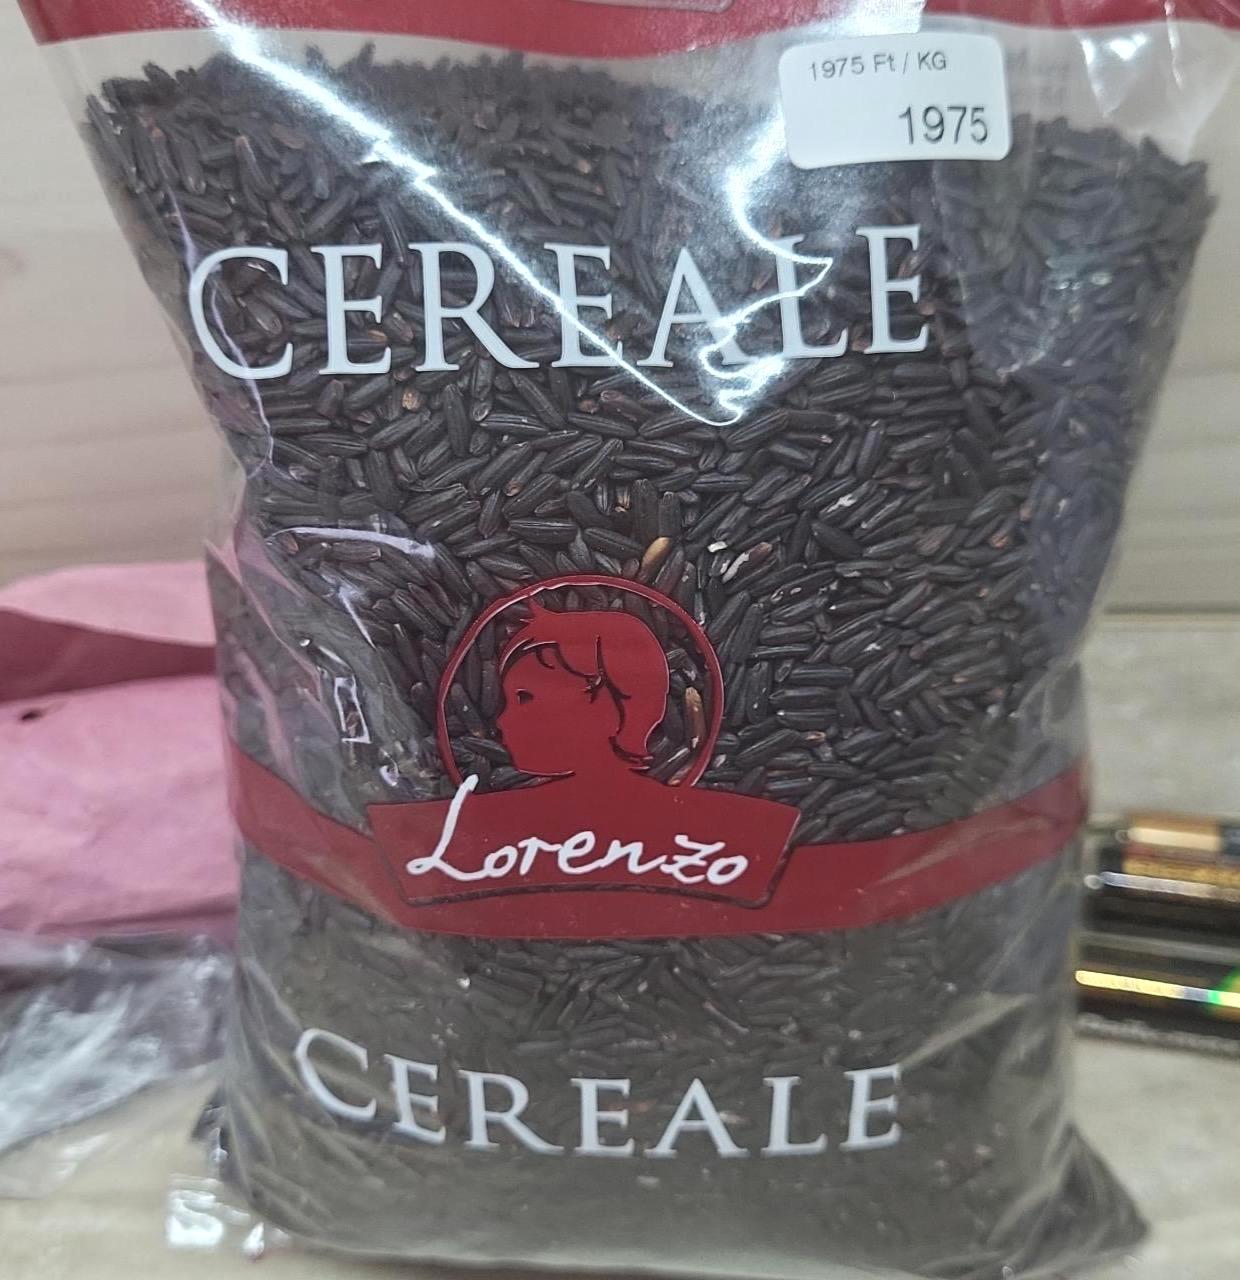 1975 Ft / KG
1975
CEREALE
Lorenzo
CEREALE